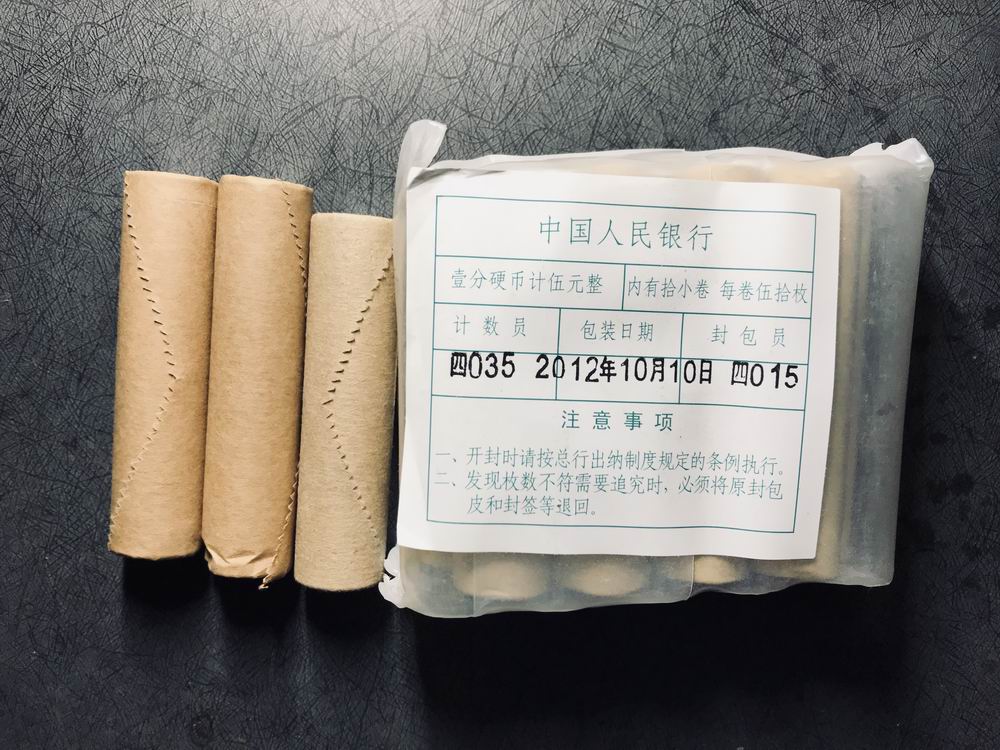 中国人民银行
壹分硬币计伍元整 内有拾小卷 每卷伍拾枚
计数员 包装日期 封包员
四035 2012年10月10日 四015
注意事项
一、开封时请按总行出纳制度规定的条例执行。
二、发现枚数不符需要追究时,必须将原封包
皮和封签等退回。